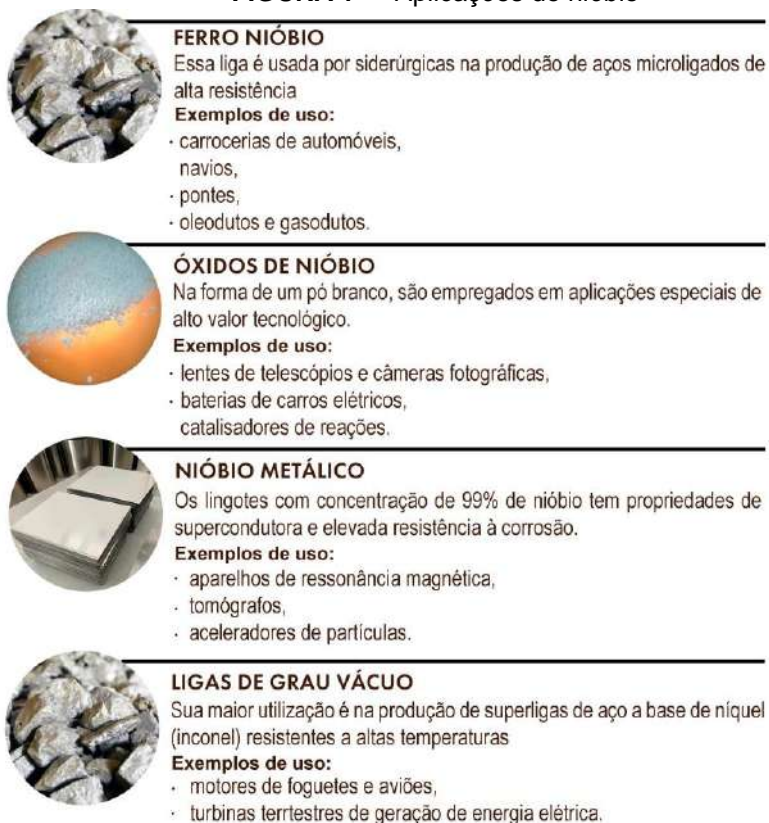 Aplicações do nióbio
FERRO NIÓBIO
Essa liga é usada por siderúrgicas na produção de aços microligados de
alta resistência
Exemplos de uso:
· carrocerias de automóveis,
navios,
· pontes,
· oleodutos e gasodutos.
ÓXIDOS DE NIÓBIO
Na forma de um pó branco, são empregados em aplicações especiais de
alto valor tecnológico.
Exemplos de uso:
· lentes de telescópios e câmeras fotográficas,
· baterias de carros elétricos,
catalisadores de reações.
NIÓBIO METÁLICO
Os lingotes com concentração de 99% de nióbio tem propriedades de
supercondutora e elevada resistência à corrosão.
Exemplos de uso:
· aparelhos de ressonância magnética,
· tomógrafos,
· aceleradores de partículas.
LIGAS DE GRAU VÁCUO
Sua maior utilização é na produção de superligas de aço a base de níquel
(inconel) resistentes a altas temperaturas
Exemplos de uso:
· motores de foguetes e aviões,
· turbinas terrtestres de geração de energia elétrica.